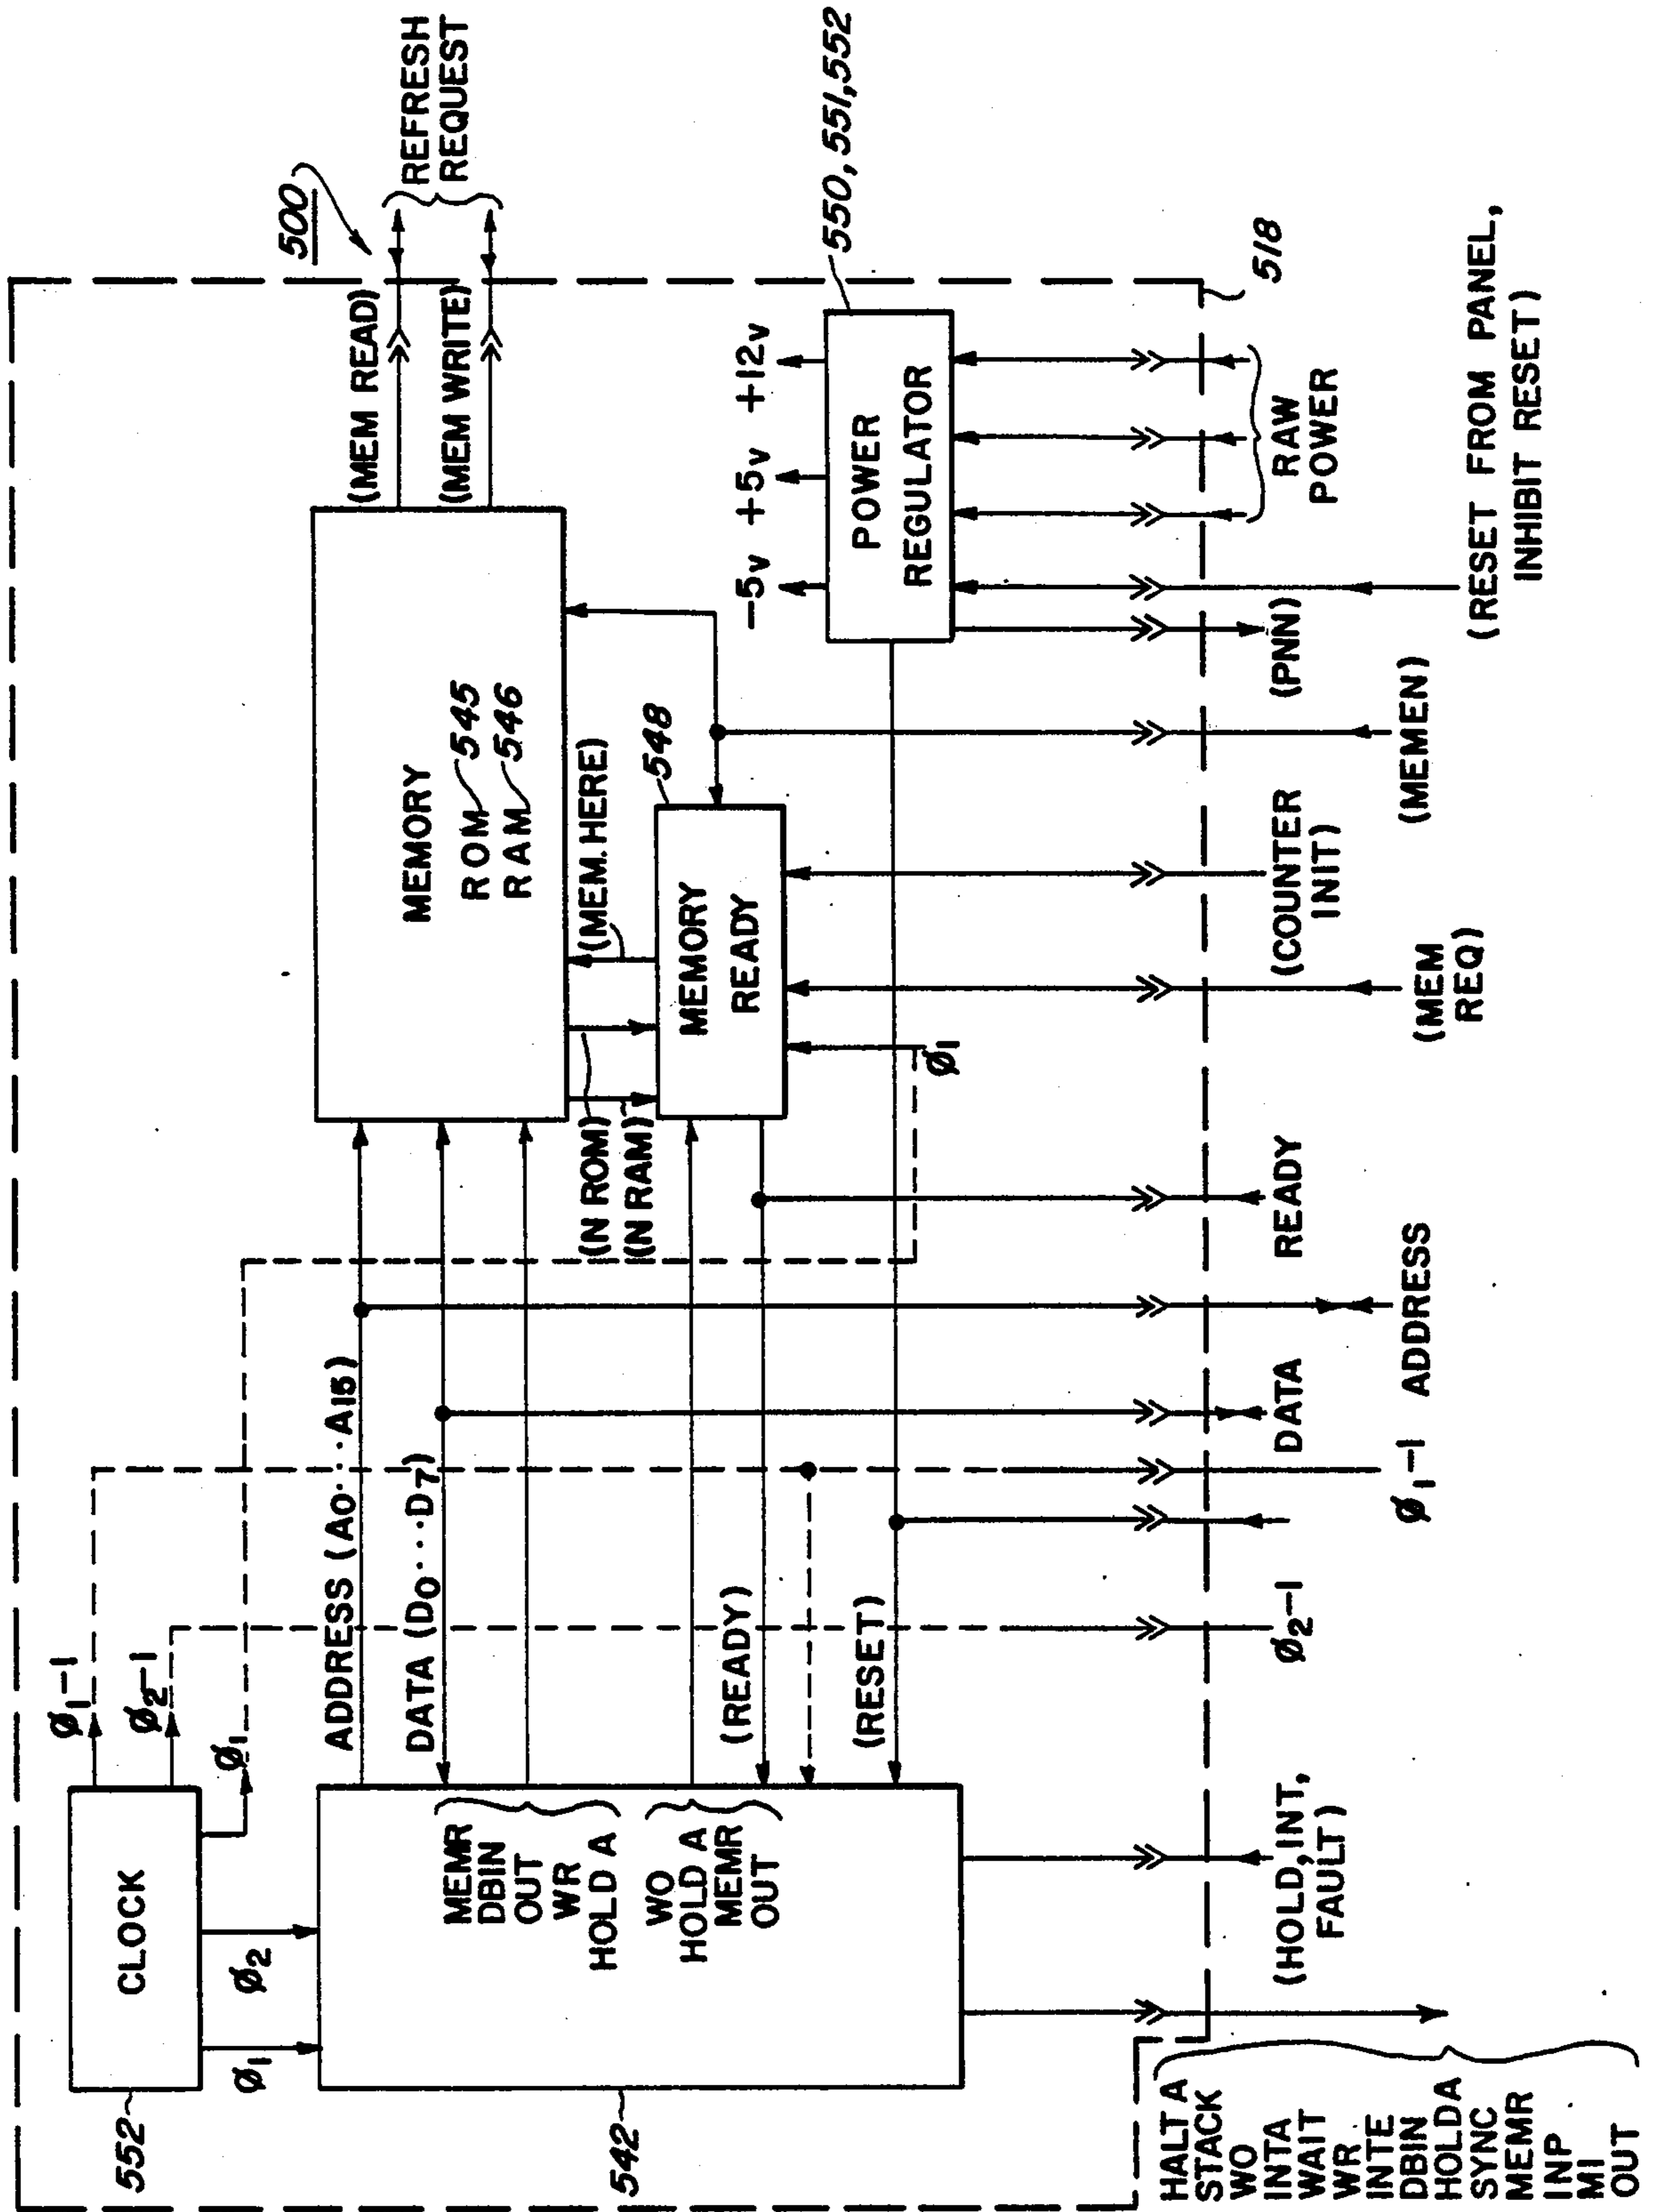 500
REFRESH
REQUEST
(MEM READ)
(MEM WRITE)
MEMORY
ROM 545
RAM 546
(MEM. HERE)
548
MEMORY
READY
(N ROM)
(N RAM)
ø1
-5v +5v +12v
550, 551, 552
POWER
REGULATOR
518
RAW
POWER
(RESET FROM PANEL,
INHIBIT RESET)
(PNN)
(MEMEN)
(COUNTER
INIT)
(MEM
REQ)
READY
ADDRESS
DATA
ø1-1
ø2-1
(HOLD, INT,
FAULT)
CLOCK
552
ø1-1
ø2-1
ø1
ø1
ø2
ADDRESS (A0···A15)
DATA (D0···D7)
(READY)
(RESET)
542
MEMR
DBIN
OUT
WR
HOLD A
WO
HOLD A
MEMR
OUT
HALT A
STACK
WO
INTA
WAIT
WR
INTE
DBIN
HOLDA
SYNC
MEMR
INP
MI
OUT